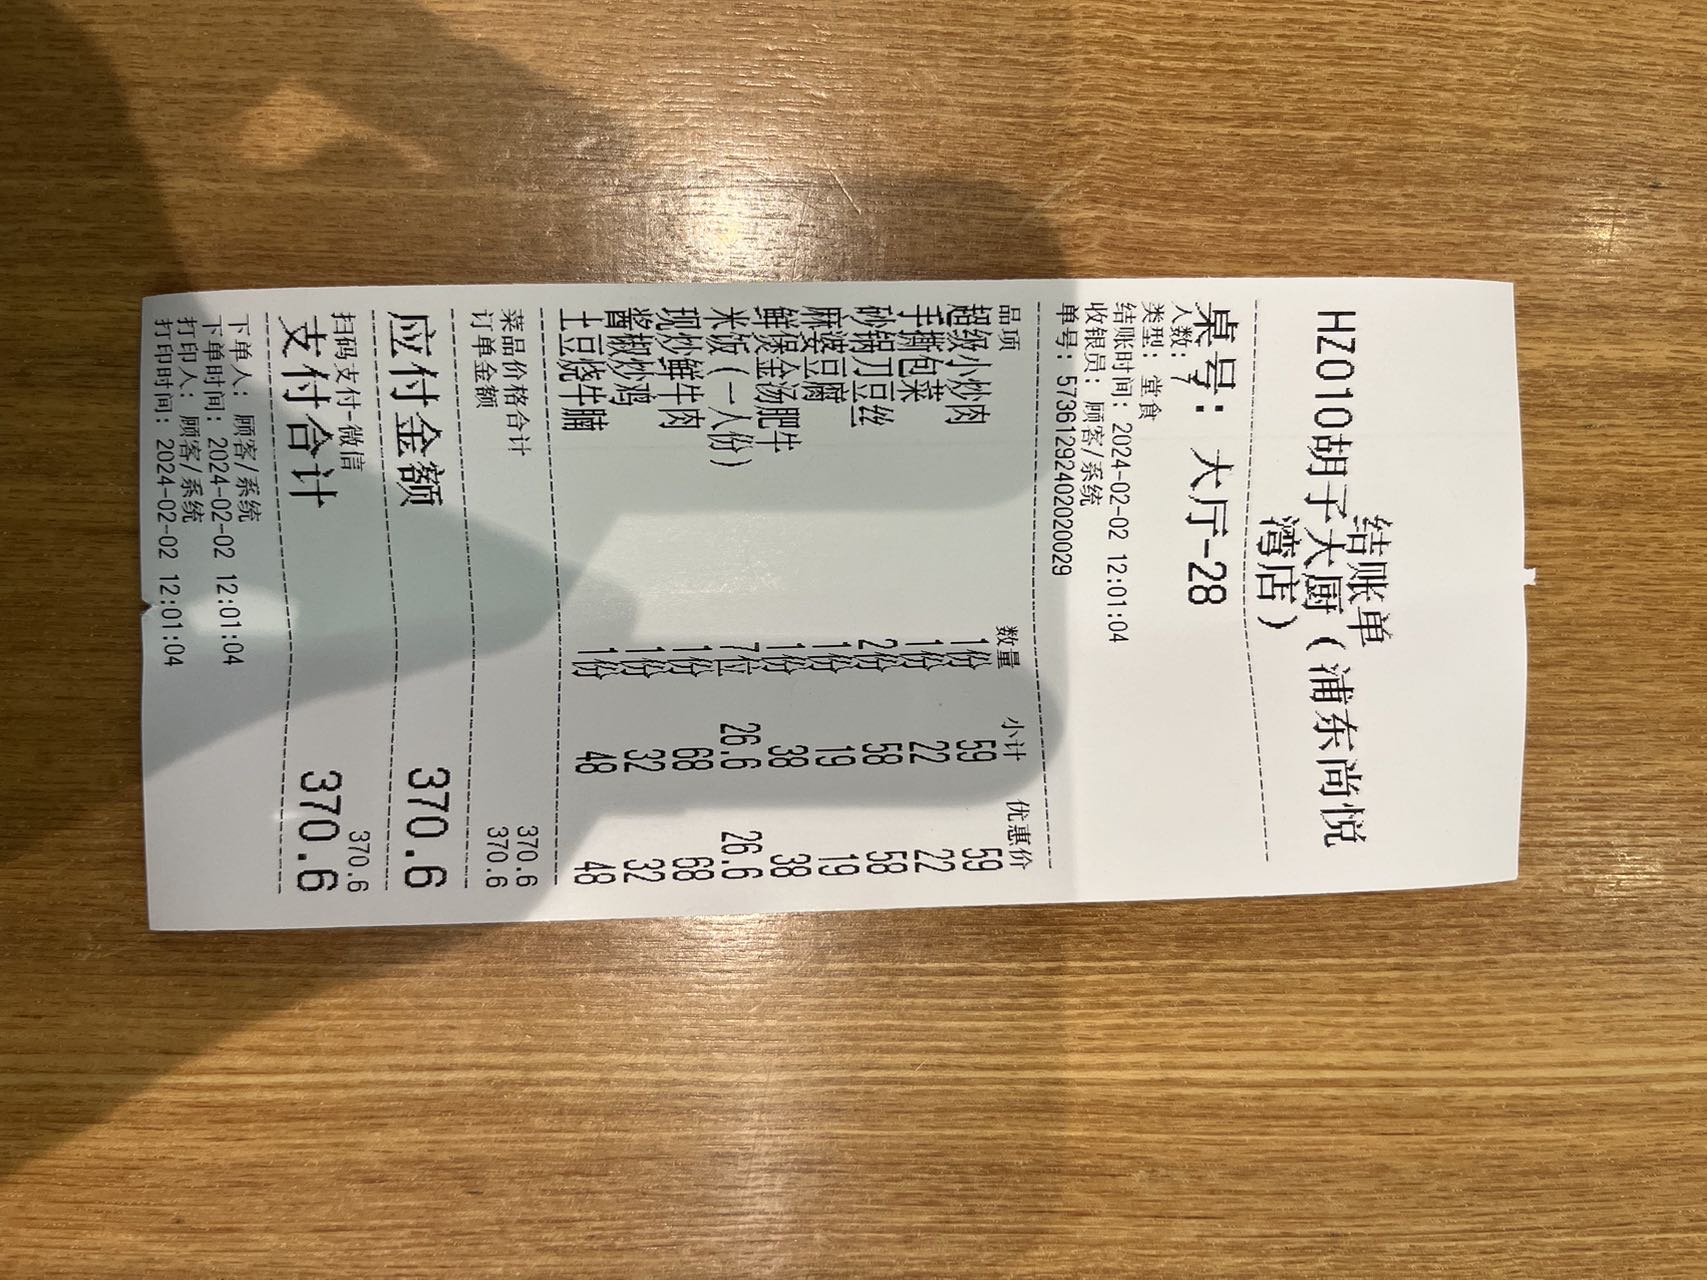 结账单
HZ010胡子大厨（浦东尚悦
湾店）
桌号：大厅-28
人数：7
类型：堂食
结账时间：2024-02-02 12:01:04
收银员：顾客/系统
单号：573612924020200​29
品项 数量 小计 优惠价
超级小炒肉 1份 59 59
手撕包菜 1份 22 22
砂锅刀豆丝 2份 58 58
麻婆豆腐 1份 19 19
鲜煲金汤肥牛 1份 38 38
米饭（一人份） 7位 26.6 26.6
现炒鲜牛肉 1份 68 68
酱椒炒鸡 1份 32 32
土豆烧牛腩 1份 48 48
菜品价格合计 370.6
订单金额 370.6
应付金额 370.6
扫码支付-微信 370.6
支付合计 370.6
下单人：顾客/系统
下单时间：2024-02-02 12:01:04
打印人：顾客/系统
打印时间：2024-02-02 12:01:04